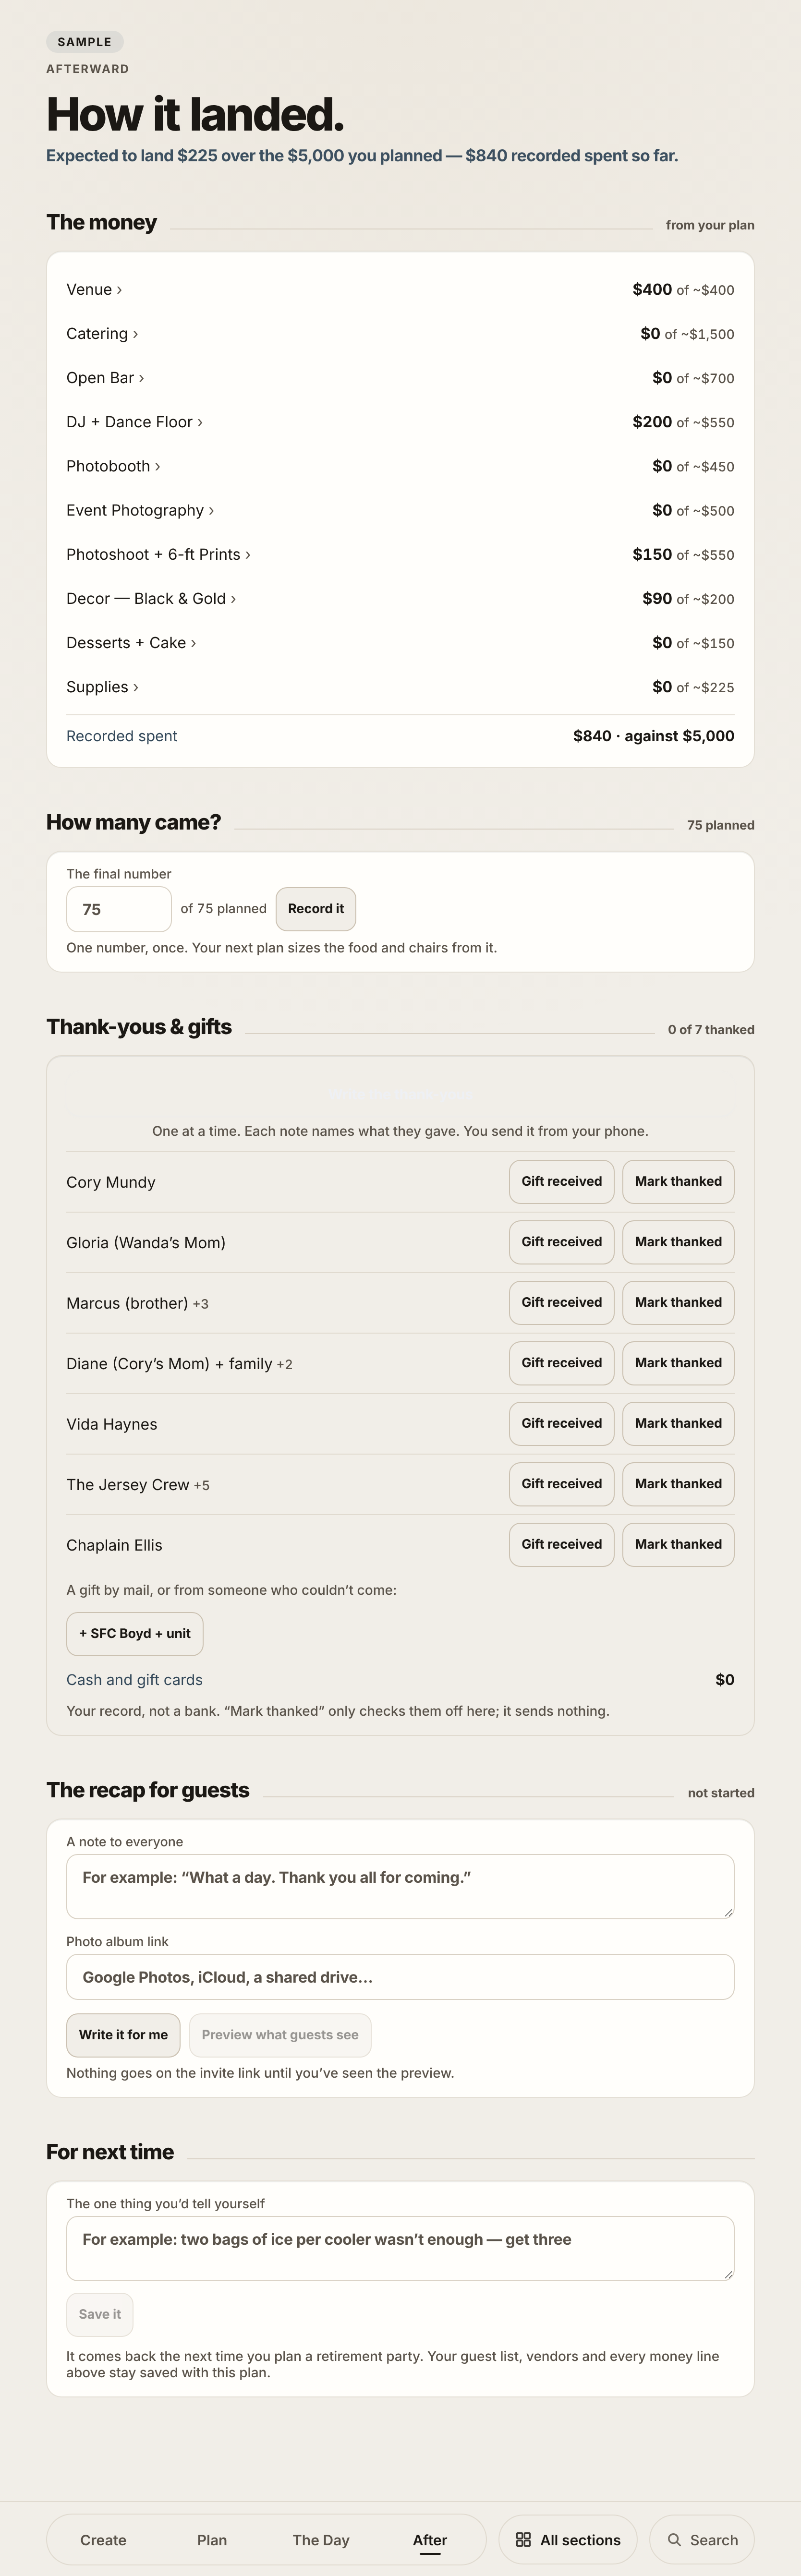 SAMPLE
AFTERWARD
How it landed.
Expected to land $225 over the $5,000 you planned — $840 recorded spent so far.
The money
from your plan
Venue ›
$400 of ~$400
Catering ›
$0 of ~$1,500
Open Bar ›
$0 of ~$700
DJ + Dance Floor ›
$200 of ~$550
Photobooth ›
$0 of ~$450
Event Photography ›
$0 of ~$500
Photoshoot + 6-ft Prints ›
$150 of ~$550
Decor — Black & Gold ›
$90 of ~$200
Desserts + Cake ›
$0 of ~$150
Supplies ›
$0 of ~$225
Recorded spent
$840 · against $5,000
How many came?
75 planned
The final number
75
of 75 planned
Record it
One number, once. Your next plan sizes the food and chairs from it.
Thank-yous & gifts
0 of 7 thanked
One at a time. Each note names what they gave. You send it from your phone.
Cory Mundy
Gift received
Mark thanked
Gloria (Wanda’s Mom)
Gift received
Mark thanked
Marcus (brother) +3
Gift received
Mark thanked
Diane (Cory’s Mom) + family +2
Gift received
Mark thanked
Vida Haynes
Gift received
Mark thanked
The Jersey Crew +5
Gift received
Mark thanked
Chaplain Ellis
Gift received
Mark thanked
A gift by mail, or from someone who couldn’t come:
+ SFC Boyd + unit
Cash and gift cards
$0
Your record, not a bank. “Mark thanked” only checks them off here; it sends nothing.
The recap for guests
not started
A note to everyone
For example: “What a day. Thank you all for coming.”
Photo album link
Google Photos, iCloud, a shared drive…
Write it for me
Preview what guests see
Nothing goes on the invite link until you’ve seen the preview.
For next time
The one thing you’d tell yourself
For example: two bags of ice per cooler wasn’t enough — get three
Save it
It comes back the next time you plan a retirement party. Your guest list, vendors and every money line
above stay saved with this plan.
Create
Plan
The Day
After
All sections
Search